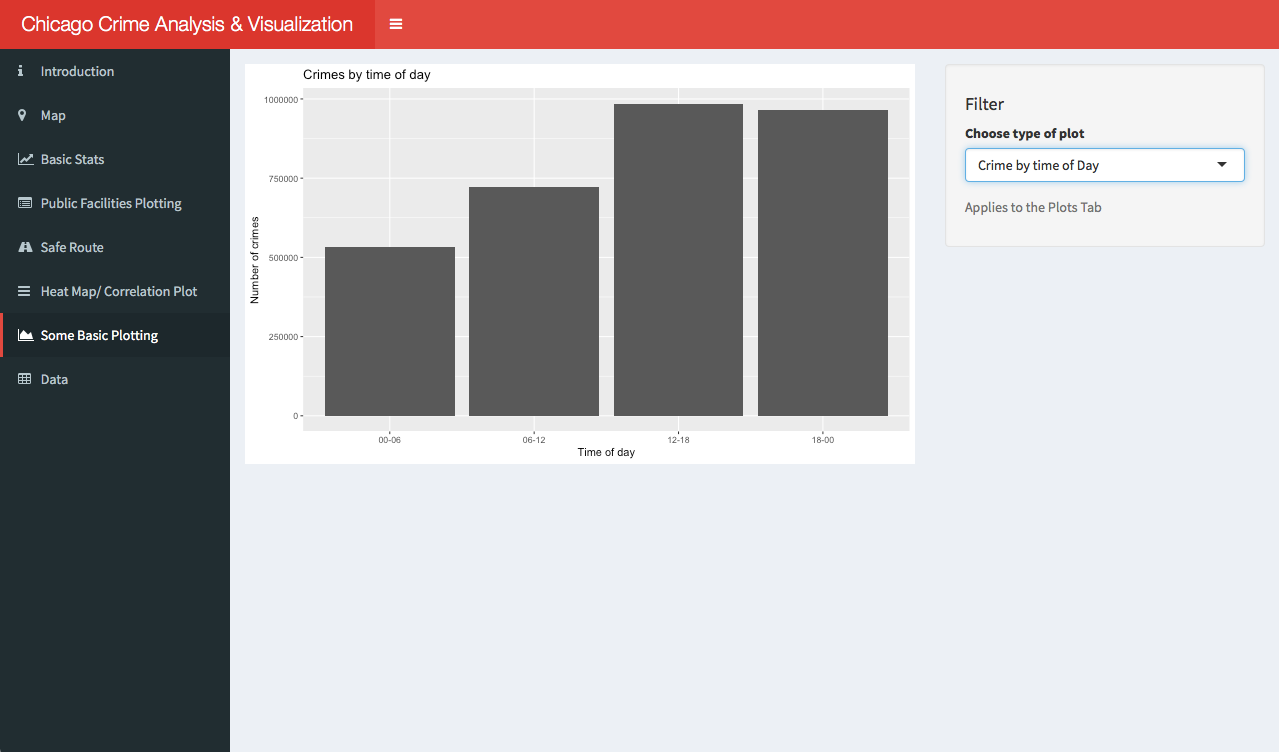 Chicago Crime Analysis & Visualization
Introduction
Map
Basic Stats
Public Facilities Plotting
Safe Route
Heat Map/ Correlation Plot
Some Basic Plotting
Data
Crimes by time of day
Number of crimes
1000000
750000
500000
250000
0
00-06 06-12 12-18 18-00
Time of day
Filter
Choose type of plot
Crime by time of Day
Applies to the Plots Tab